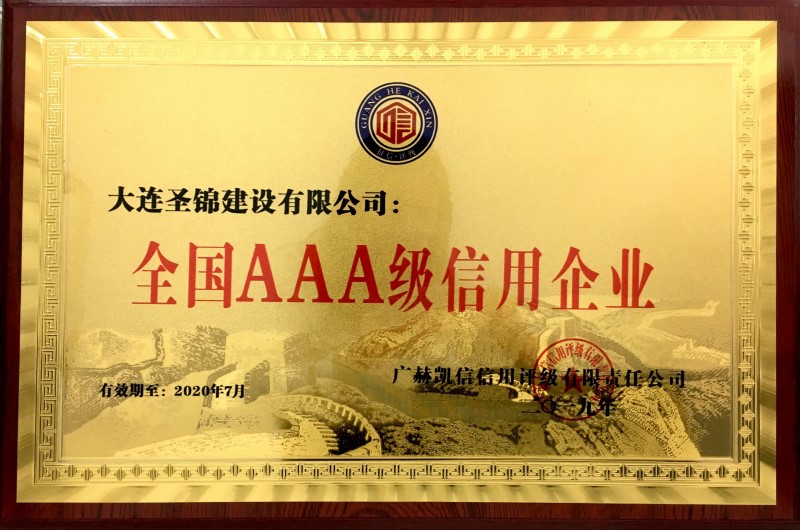 GUANG HE KAI XIN
大连圣锦建设有限公司：
全国AAA级信用企业
广赫凯信信用评级有限责任公司
有效期至：2020年7月
二〇一九年